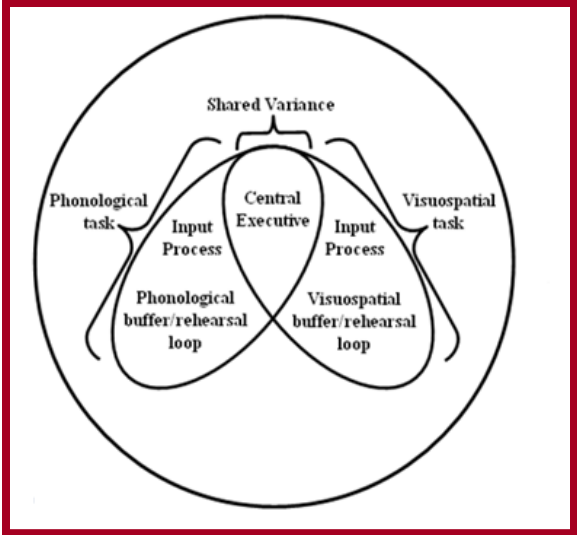 Shared Variance
Phonological
task
Central
Executive
Visuospatial
task
Input
Process
Input
Process
Phonological
buffer/rehearsal
loop
Visuospatial
buffer/rehearsal
loop